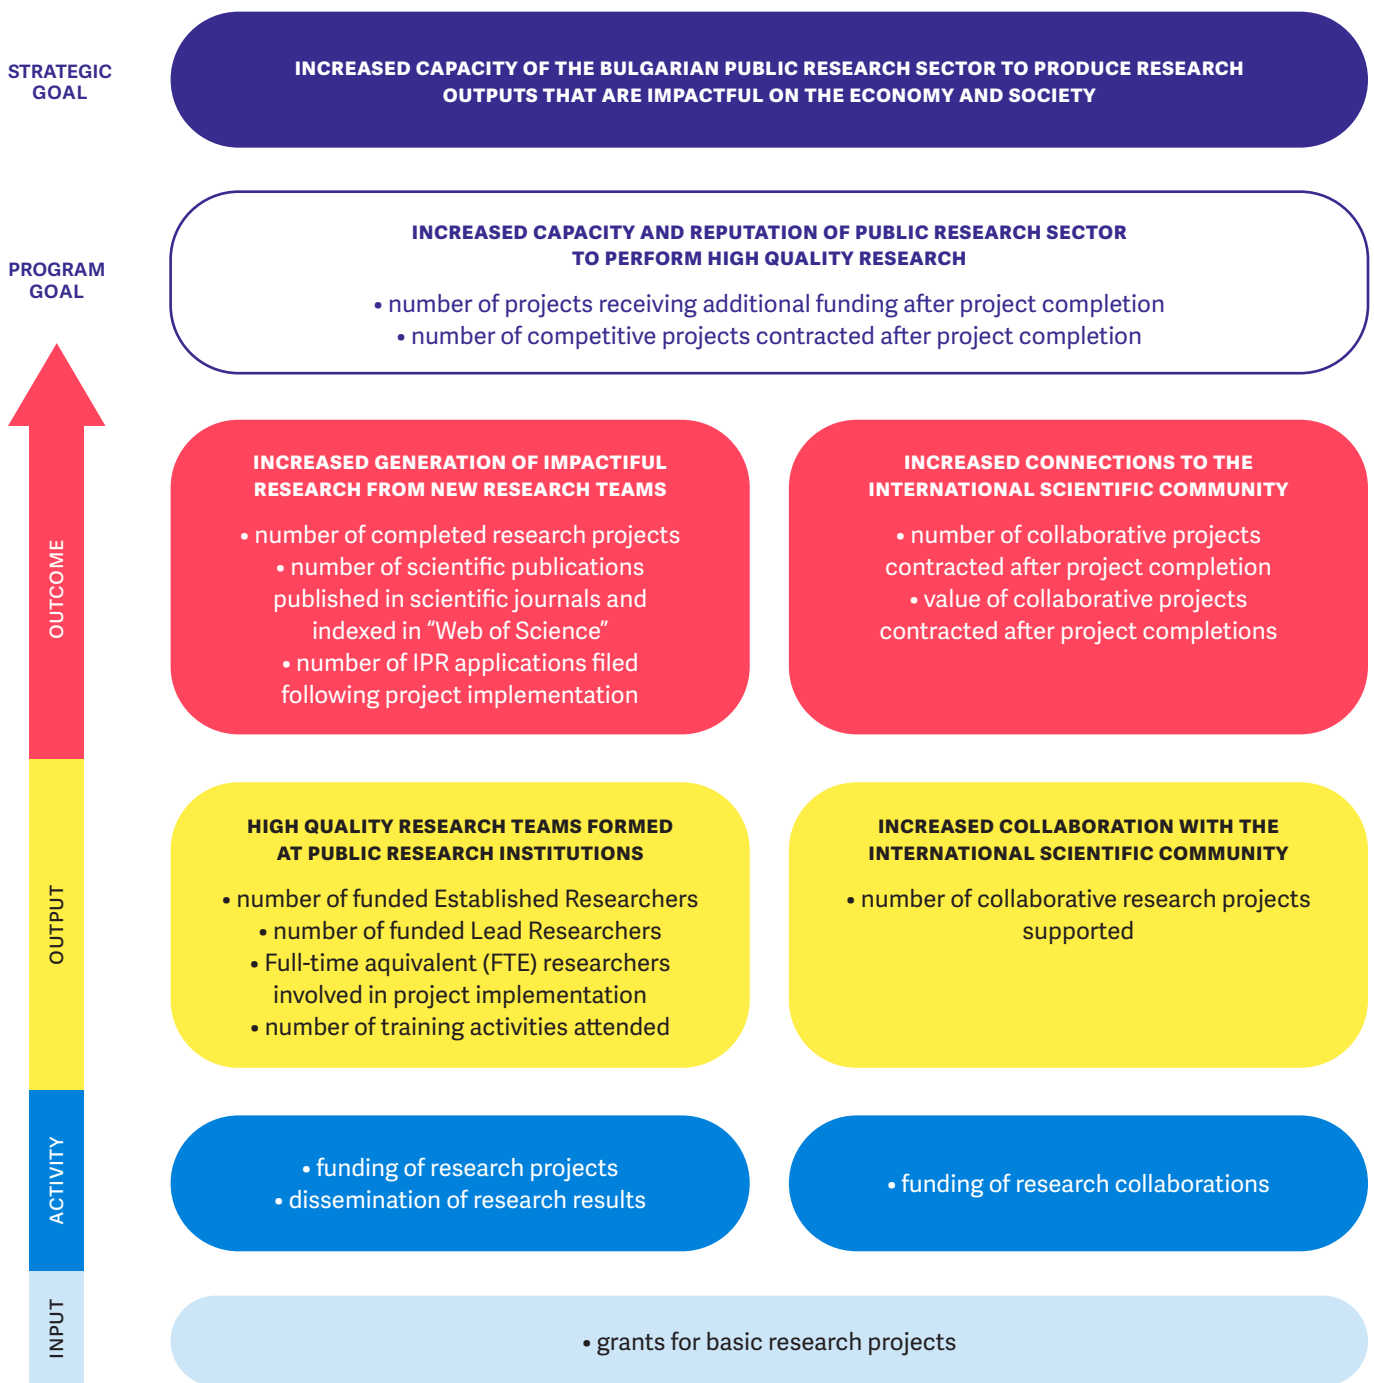 STRATEGIC
GOAL
INCREASED CAPACITY OF THE BULGARIAN PUBLIC RESEARCH SECTOR TO PRODUCE RESEARCH
OUTPUTS THAT ARE IMPACTFUL ON THE ECONOMY AND SOCIETY
PROGRAM
GOAL
INCREASED CAPACITY AND REPUTATION OF PUBLIC RESEARCH SECTOR
TO PERFORM HIGH QUALITY RESEARCH
• number of projects receiving additional funding after project completion
• number of competitive projects contracted after project completion
OUTCOME
INCREASED GENERATION OF IMPACTIFUL
RESEARCH FROM NEW RESEARCH TEAMS
• number of completed research projects
• number of scientific publications
published in scientific journals and
indexed in “Web of Science”
• number of IPR applications filed
following project implementation
INCREASED CONNECTIONS TO THE
INTERNATIONAL SCIENTIFIC COMMUNITY
• number of collaborative projects
contracted after project completion
• value of collaborative projects
contracted after project completions
OUTPUT
HIGH QUALITY RESEARCH TEAMS FORMED
AT PUBLIC RESEARCH INSTITUTIONS
• number of funded Established Researchers
• number of funded Lead Researchers
• Full-time aquivalent (FTE) researchers
involved in project implementation
• number of training activities attended
INCREASED COLLABORATION WITH THE
INTERNATIONAL SCIENTIFIC COMMUNITY
• number of collaborative research projects
supported
ACTIVITY
• funding of research projects
• dissemination of research results
• funding of research collaborations
INPUT
• grants for basic research projects